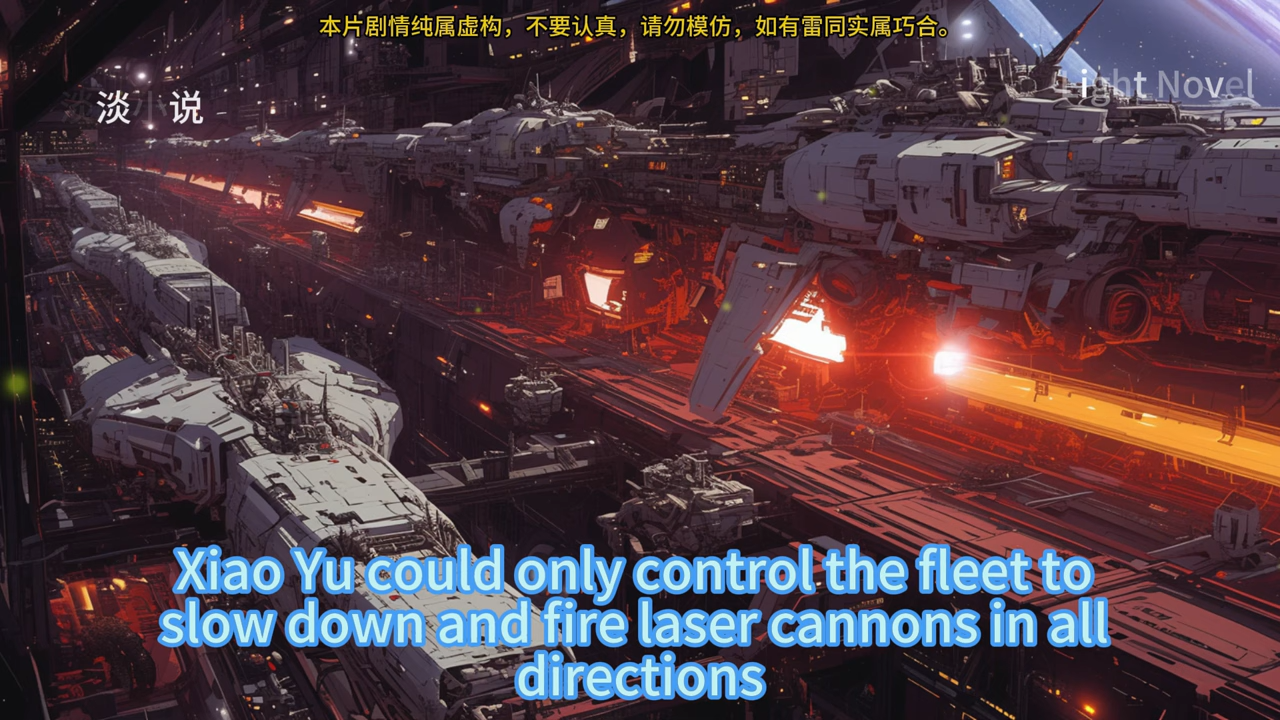 本片剧情纯属虚构，不要认真，请勿模仿，如有雷同实属巧合。
淡小说
Light Novel
Xiao Yu could only control the fleet to
slow down and fire laser cannons in all
directions